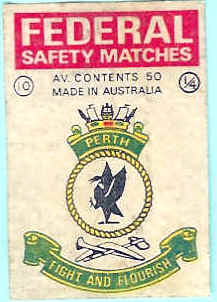 FEDERAL
SAFETY MATCHES
AV. CONTENTS 50
MADE IN AUSTRALIA
10 1/4
PERTH
FIGHT AND FLOURISH